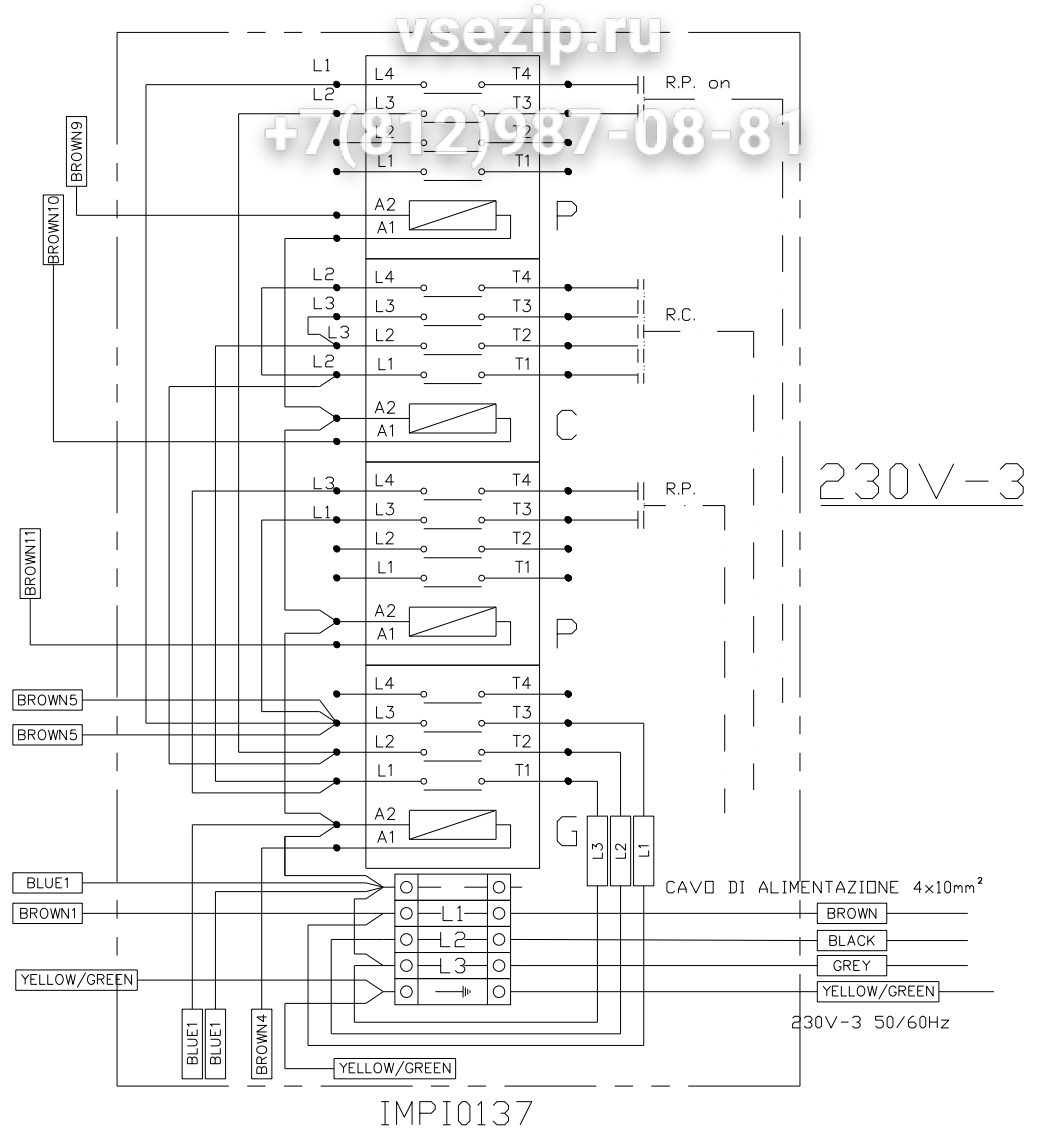 vsezip.ru
L1
L4
T4
R.P. on
L2
L3
T3
+7(812)987-08-81
L2
T2
L1
T1
BROWN9
A2
P
A1
BROWN10
L2
L4
T4
L3
L3
T3
R.C.
L3
L2
T2
L2
L1
T1
A2
C
A1
230V-3
L3
L4
T4
R.P.
L1
L3
T3
L2
T2
BROWN11
L1
T1
A2
P
A1
L4
T4
BROWN5
L3
T3
BROWN5
L2
T2
L1
T1
A2
G
A1
L3
L2
L1
BLUE1
CAVO DI ALIMENTAZIONE 4x10mm²
BROWN1
L1
BROWN
L2
BLACK
L3
GREY
YELLOW/GREEN
YELLOW/GREEN
230V-3 50/60Hz
BLUE1
BLUE1
BROWN4
YELLOW/GREEN
IMPI0137